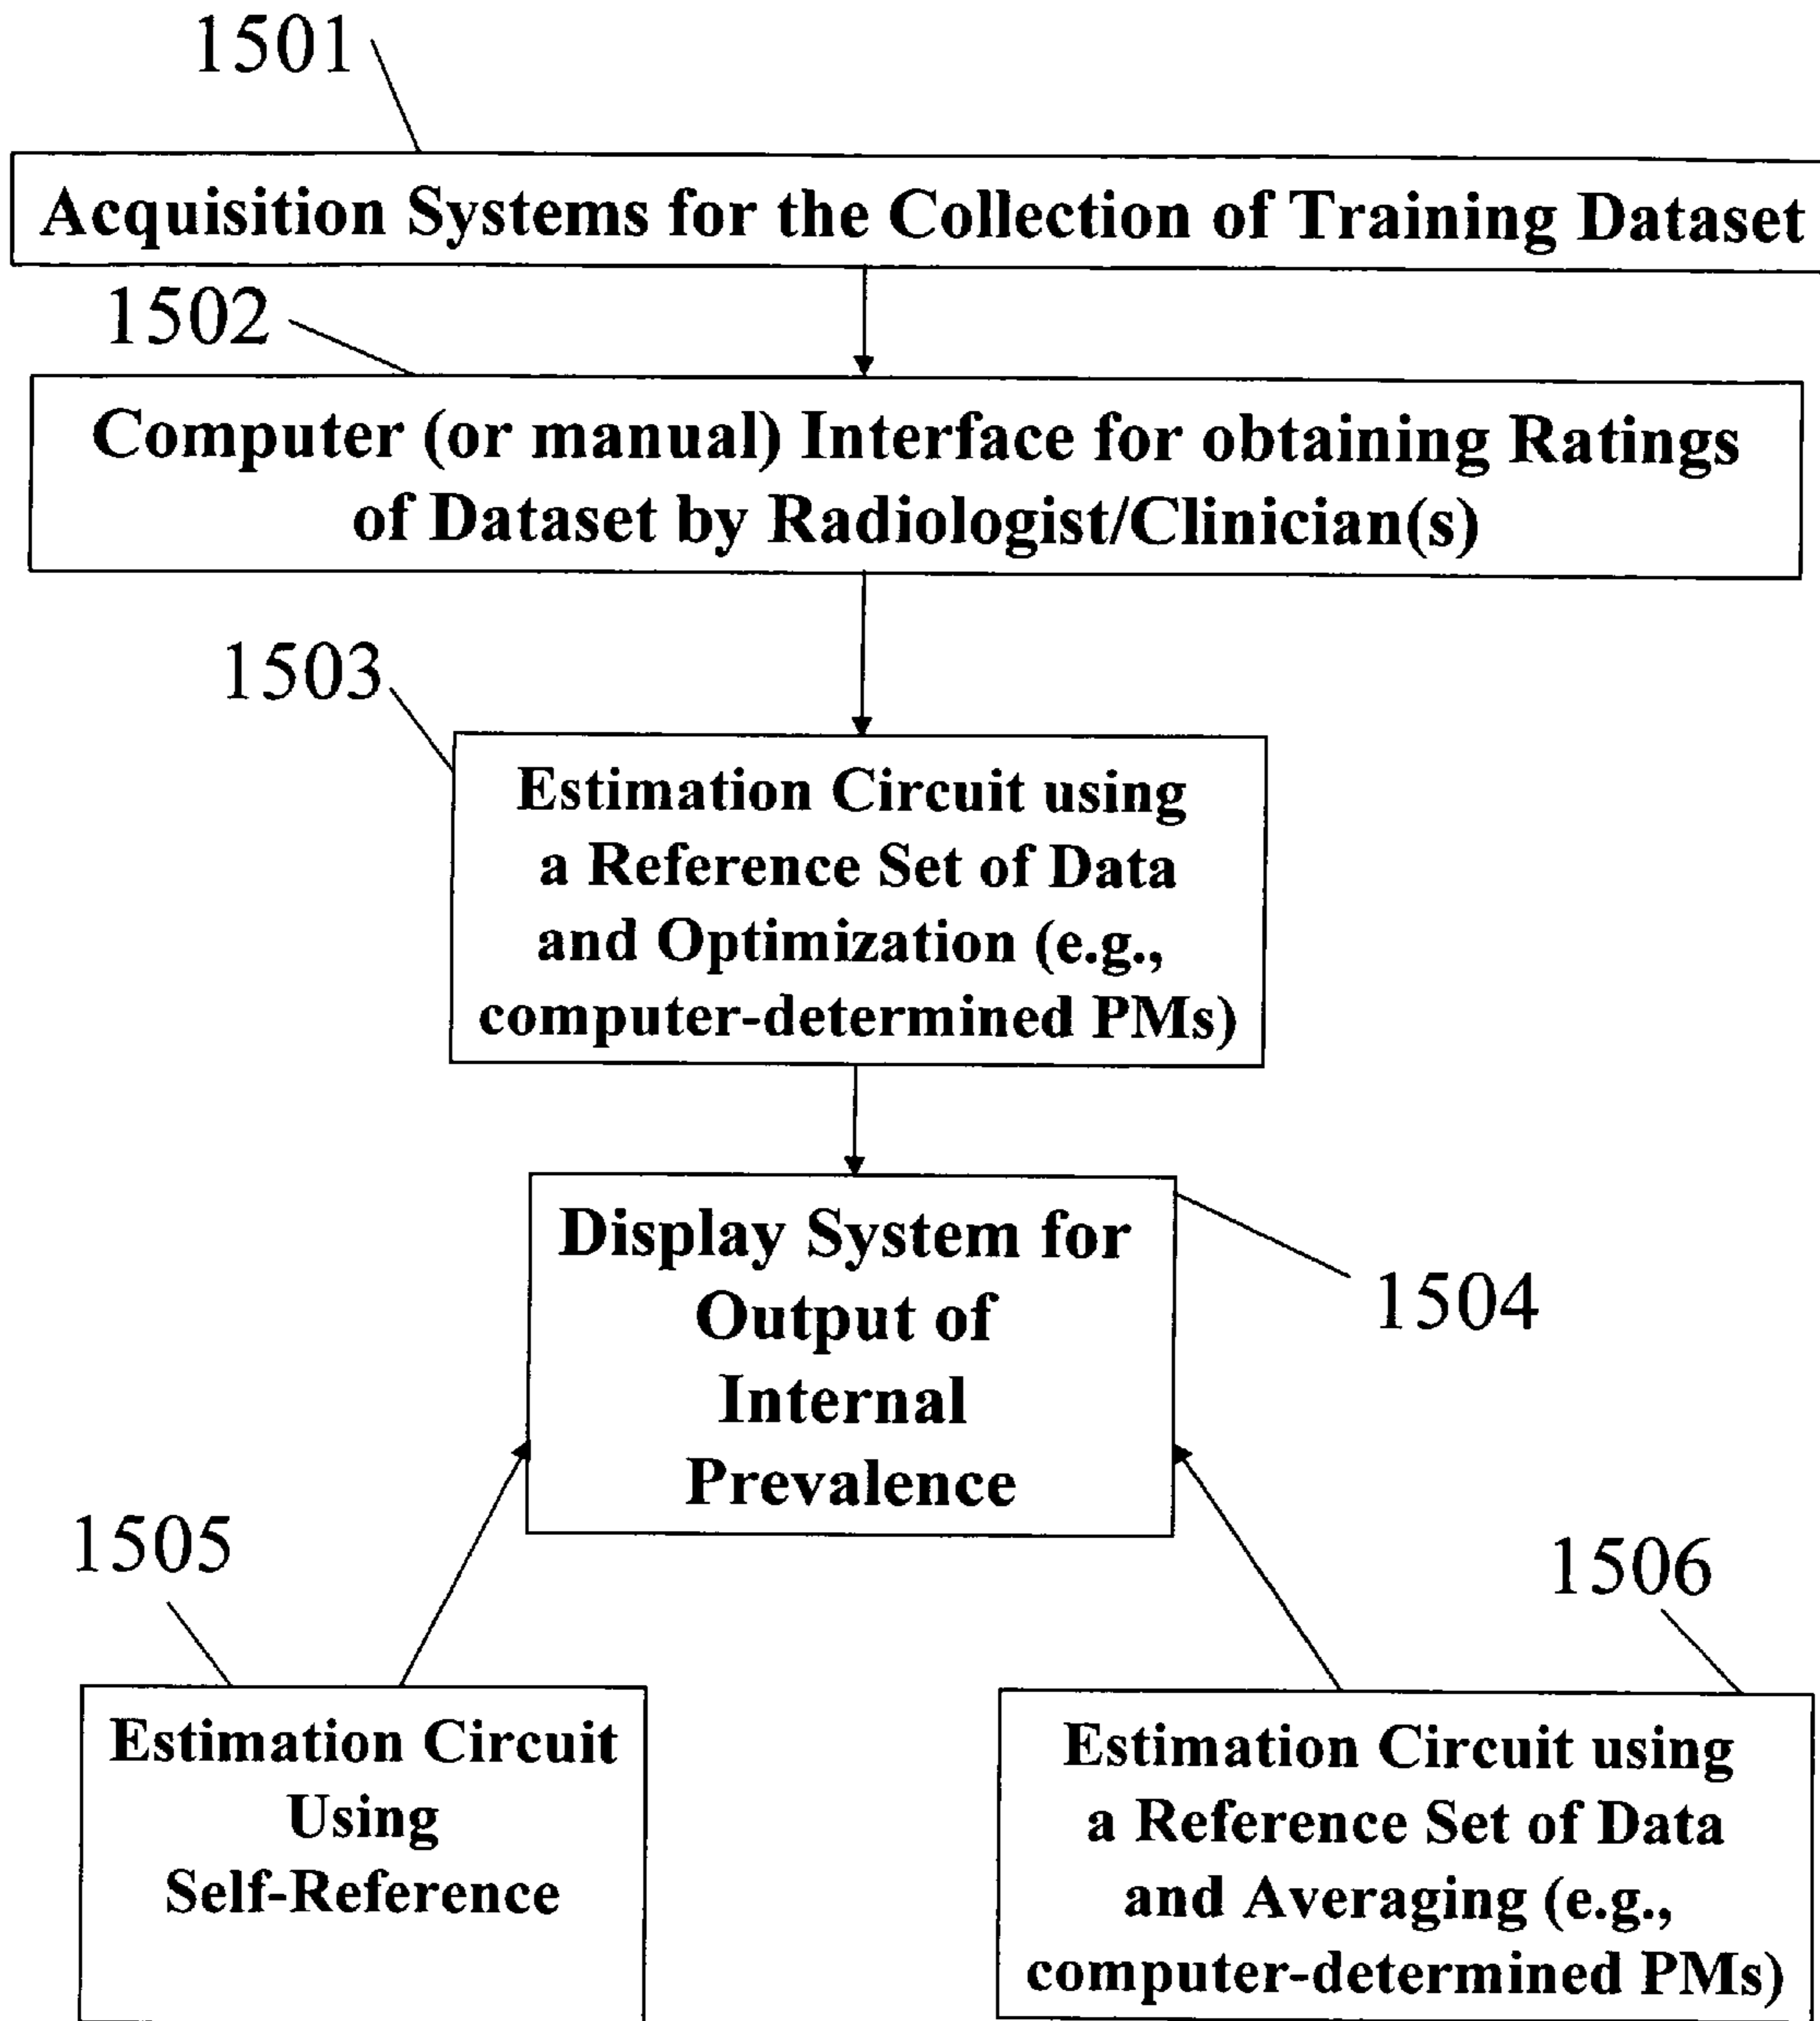 1501
Acquisition Systems for the Collection of Training Dataset
1502
Computer (or manual) Interface for obtaining Ratings
of Dataset by Radiologist/Clinician(s)
1503
Estimation Circuit using
a Reference Set of Data
and Optimization (e.g.,
computer-determined PMs)
Display System for
Output of
Internal
Prevalence
1504
1505
Estimation Circuit
Using
Self-Reference
1506
Estimation Circuit using
a Reference Set of Data
and Averaging (e.g.,
computer-determined PMs)